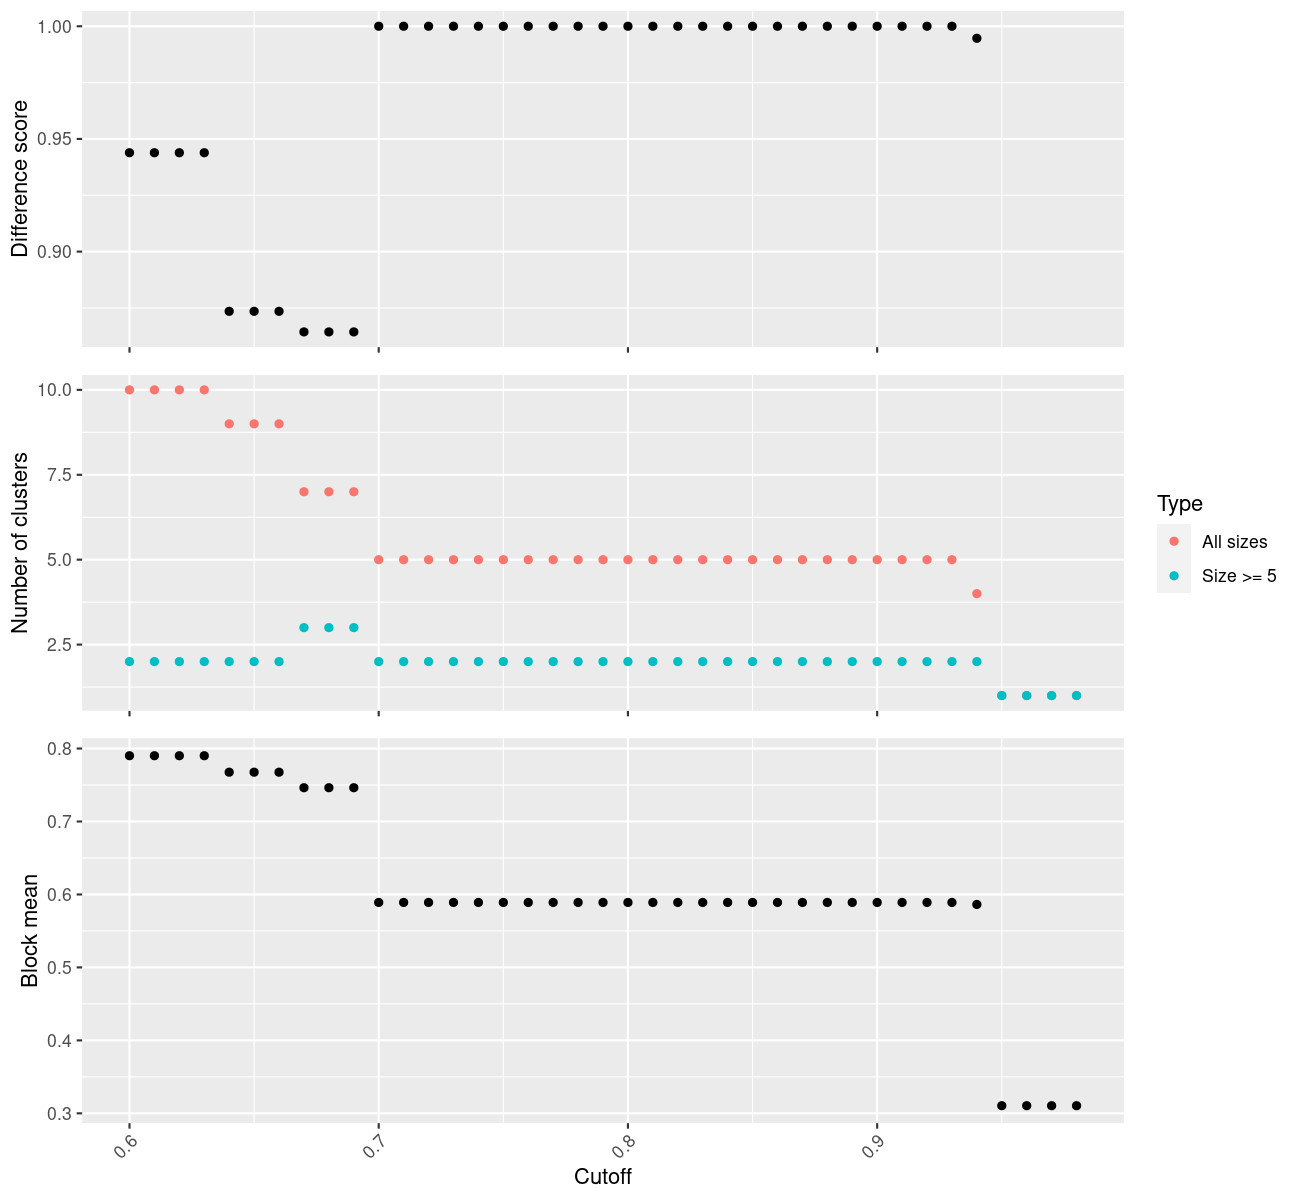 Difference score
1.00
0.95
0.90
Number of clusters
10.0
7.5
5.0
2.5
Type
All sizes
Size >= 5
Block mean
0.8
0.7
0.6
0.5
0.4
0.3
0.6 0.7 0.8 0.9
Cutoff